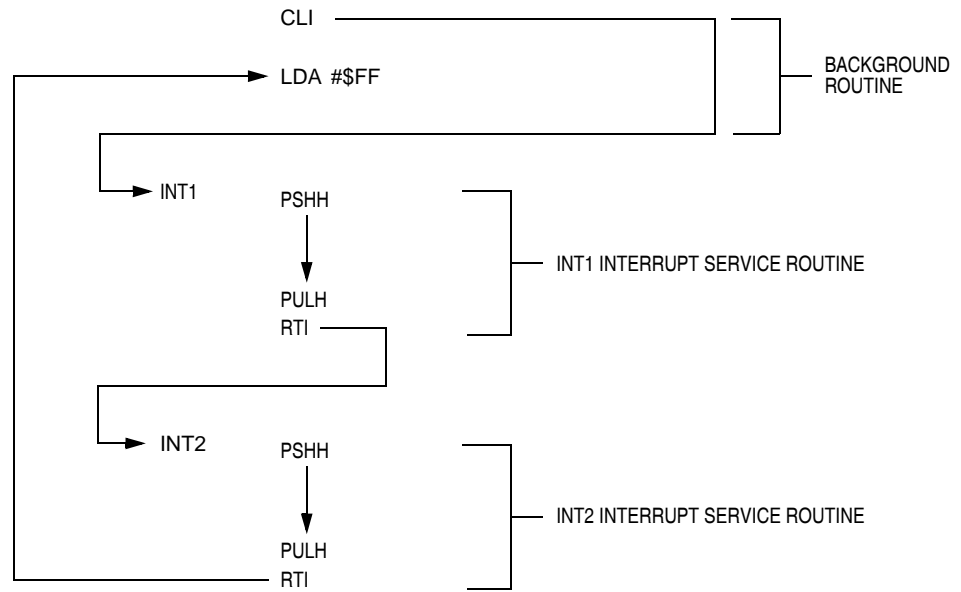 CLI
LDA #$FF
BACKGROUND
ROUTINE
INT1
PSHH
INT1 INTERRUPT SERVICE ROUTINE
PULH
RTI
INT2
PSHH
INT2 INTERRUPT SERVICE ROUTINE
PULH
RTI